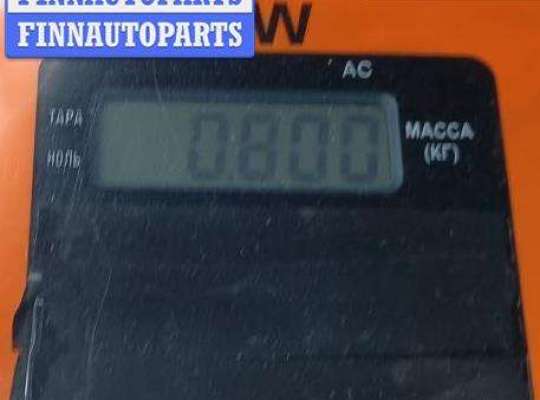 FINNAUTOPARTS
FINNAUTOPARTS
W
AC
ТАРА
НОЛЬ
0.800
МАССА
(КГ)